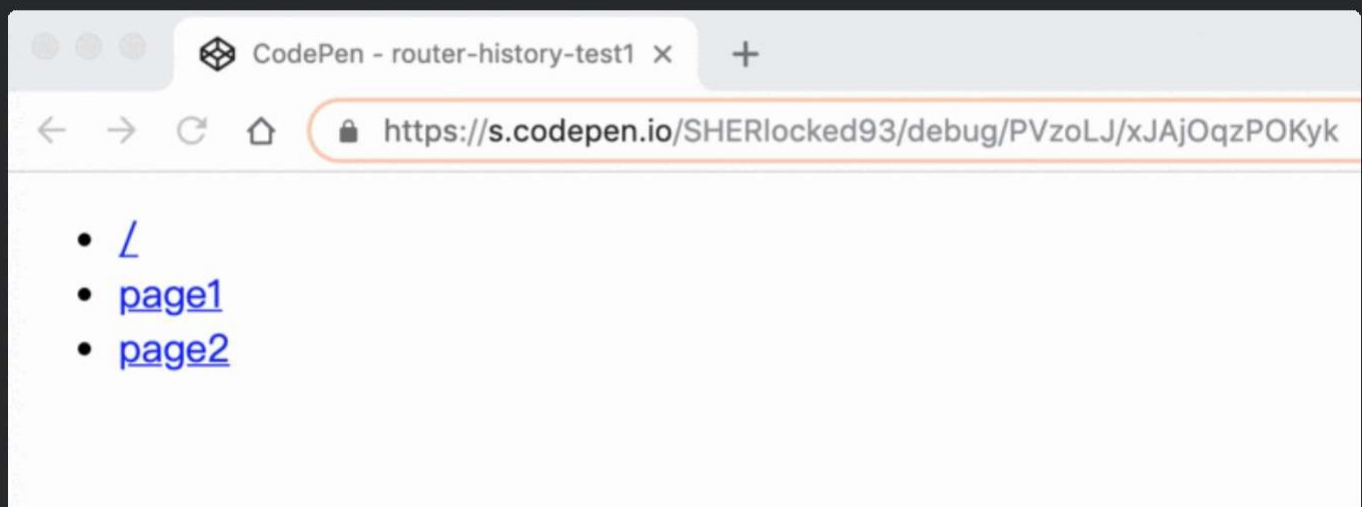 CodePen - router-history-test1
https://s.codepen.io/SHERlocked93/debug/PVzoLJ/xJAjOqzPOKyk
/
page1
page2